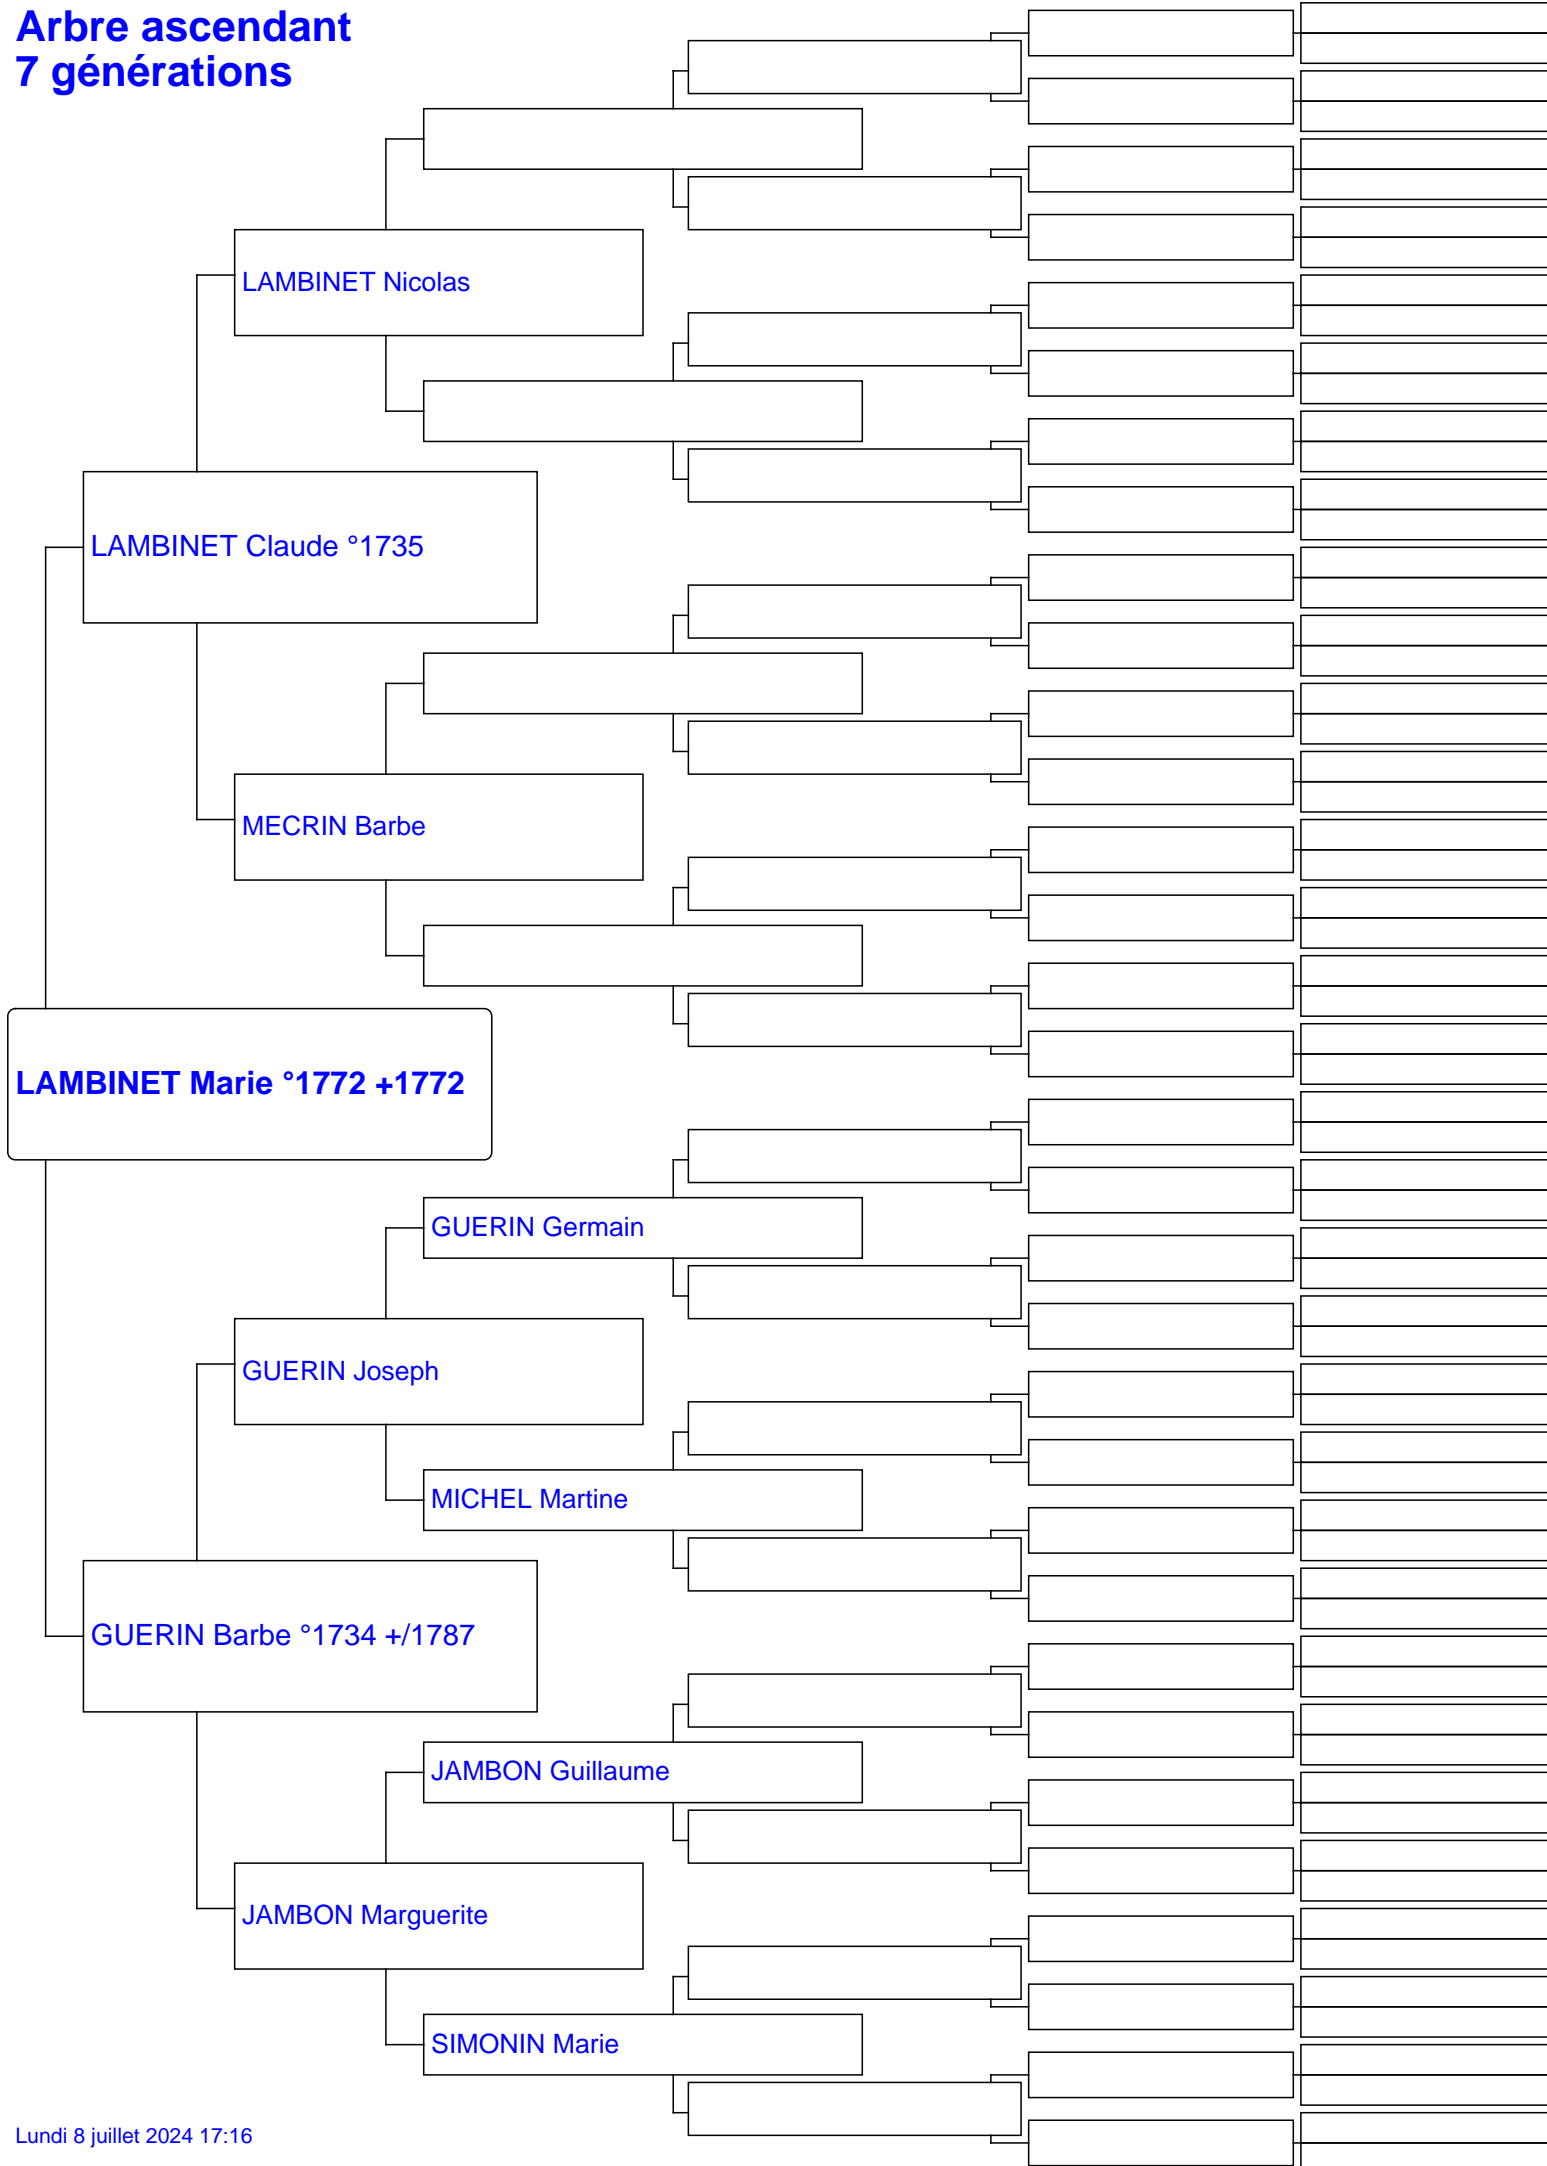 Arbre ascendant
7 générations
LAMBINET Nicolas
LAMBINET Claude °1735
MECRIN Barbe
LAMBINET Marie °1772 +1772
GUERIN Germain
GUERIN Joseph
MICHEL Martine
GUERIN Barbe °1734 +/1787
JAMBON Guillaume
JAMBON Marguerite
SIMONIN Marie
Lundi 8 juillet 2024 17:16